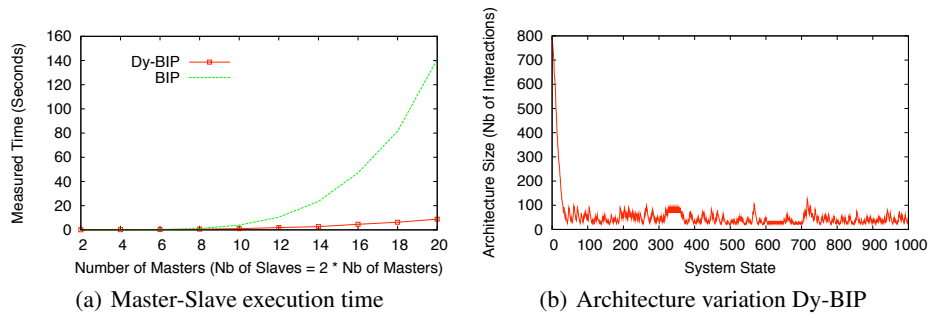 160
140
120
100
80
60
40
20
0
Measured Time (Seconds)
Dy-BIP
BIP
2 4 6 8 10 12 14 16 18 20
Number of Masters (Nb of Slaves = 2 * Nb of Masters)
(a) Master-Slave execution time
800
700
600
500
400
300
200
100
0
Architecture Size (Nb of Interactions)
0 100 200 300 400 500 600 700 800 900 1000
System State
(b) Architecture variation Dy-BIP